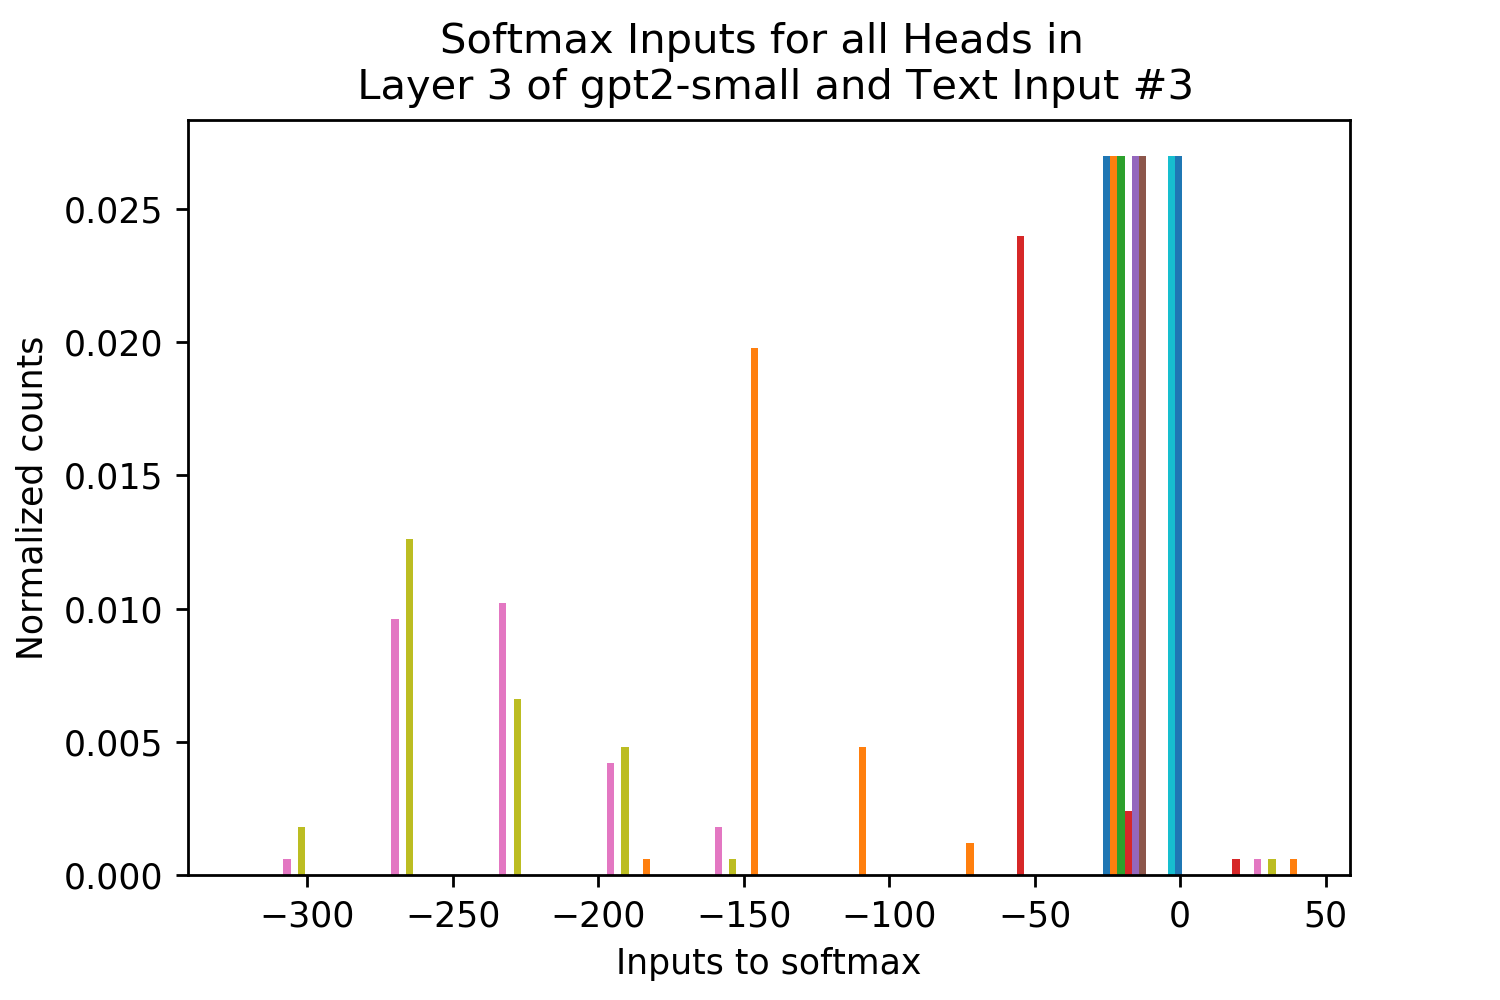 Softmax Inputs for all Heads in
Layer 3 of gpt2-small and Text Input #3
Normalized counts
0.025
0.020
0.015
0.010
0.005
0.000
−300 −250 −200 −150 −100 −50 0 50
Inputs to softmax